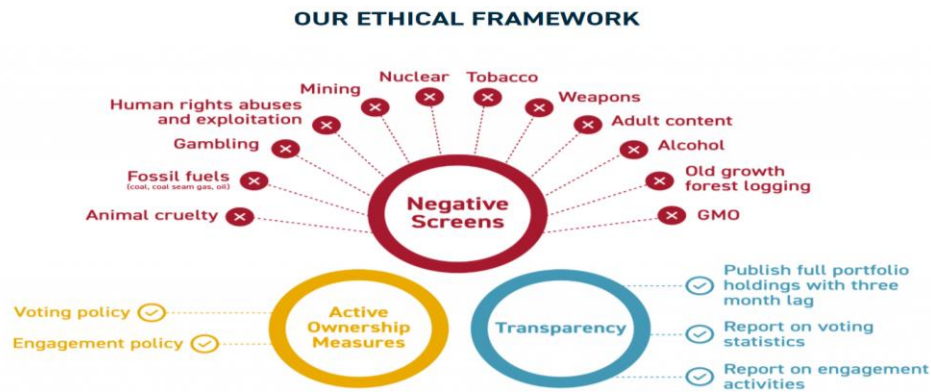 OUR ETHICAL FRAMEWORK
Nuclear
Tobacco
Mining
Weapons
Human rights abuses
and exploitation
Adult content
Gambling
Alcohol
Fossil fuels
(coal, coal seam gas, oil)
Old growth
forest logging
Animal cruelty
GMO
Negative
Screens
Active
Ownership
Measures
Voting policy
Engagement policy
Transparency
Publish full portfolio
holdings with three
month lag
Report on voting
statistics
Report on engagement
activities